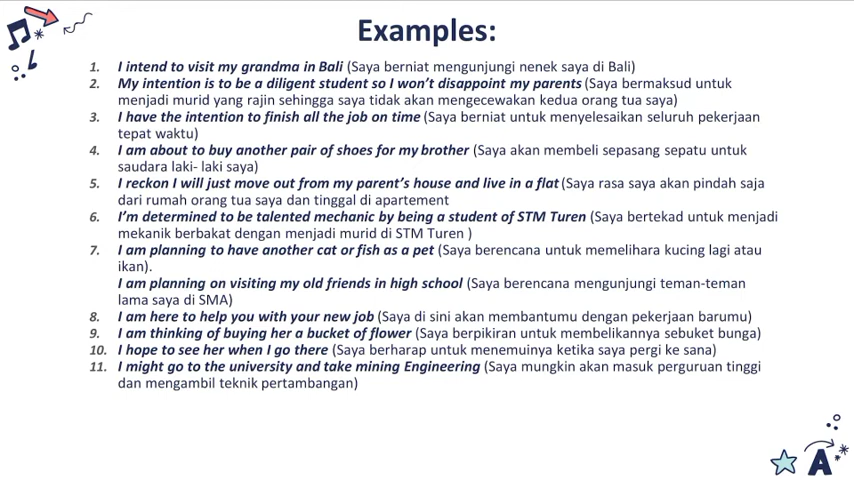 Examples:
1. I intend to visit my grandma in Bali (Saya berniat mengunjungi nenek saya di Bali)
2. My intention is to be a diligent student so I won't disappoint my parents (Saya bermaksud untuk
menjadi murid yang rajin sehingga saya tidak akan mengecewakan kedua orang tua saya)
3. I have the intention to finish all the job on time (Saya berniat untuk menyelesaikan seluruh pekerjaan
tepat waktu)
4. I am about to buy another pair of shoes for my brother (Saya akan membeli sepasang sepatu untuk
saudara laki- laki saya)
5. I reckon I will just move out from my parent's house and live in a flat (Saya rasa saya akan pindah saja
dari rumah orang tua saya dan tinggal di apartement
6. I'm determined to be talented mechanic by being a student of STM Turen (Saya bertekad untuk menjadi
mekanik berbakat dengan menjadi murid di STM Turen )
7. I am planning to have another cat or fish as a pet (Saya berencana untuk memelihara kucing lagi atau
ikan).
I am planning on visiting my old friends in high school (Saya berencana mengunjungi teman-teman
lama saya di SMA)
8. I am here to help you with your new job (Saya di sini akan membantumu dengan pekerjaan barumu)
9. I am thinking of buying her a bucket of flower (Saya berpikiran untuk membelikannya sebuket bunga)
10. I hope to see her when I go there (Saya berharap untuk menemuinya ketika saya pergi ke sana)
11. I might go to the university and take mining Engineering (Saya mungkin akan masuk perguruan tinggi
dan mengambil teknik pertambangan)
A